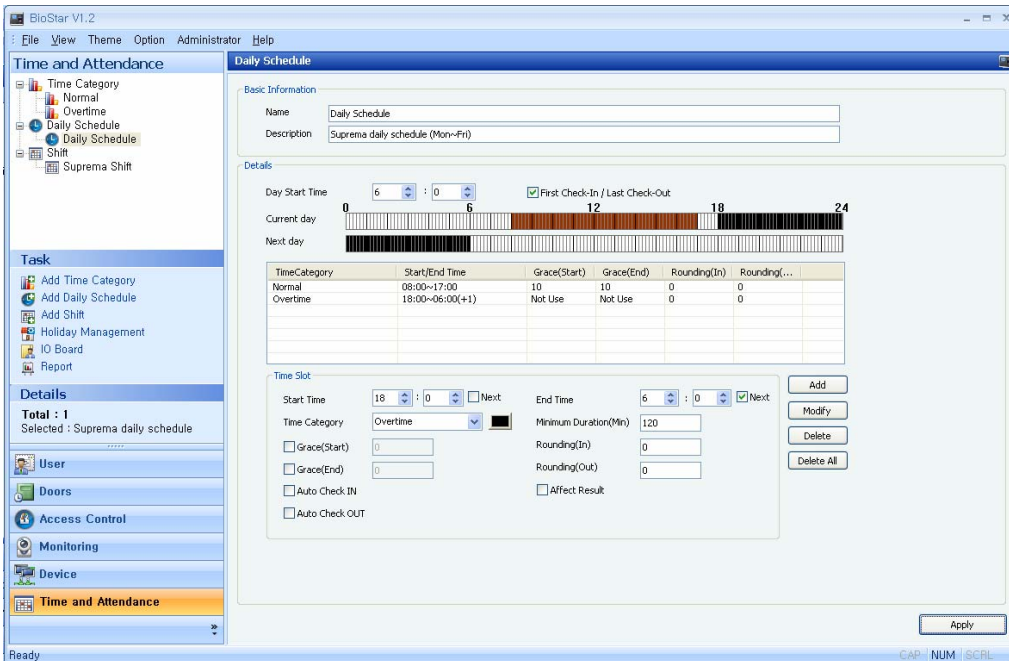 BioStar V1.2
File View Theme Option Administrator Help
Time and Attendance
Time Category
Normal
Overtime
Daily Schedule
Daily Schedule
Shift
Suprema Shift
Task
Add Time Category
Add Daily Schedule
Add Shift
Holiday Management
IO Board
Report
Details
Total : 1
Selected : Suprema daily schedule
User
Doors
Access Control
Monitoring
Device
Time and Attendance
Daily Schedule
Basic Information
Name Daily Schedule
Description Suprema daily schedule (Mon~Fri)
Details
Day Start Time 6 : 0 First Check-In / Last Check-Out
0 6 12 18 24
Current day
Next day
TimeCategory Start/End Time Grace(Start) Grace(End) Rounding(In) Rounding(...
Normal 08:00~17:00 10 10 0 0
Overtime 18:00~06:00(+1) Not Use Not Use 0 0
Time Slot
Start Time 18 : 0 Next End Time 6 : 0 Next
Time Category Overtime Minimum Duration(Min) 120
Grace(Start) 0 Rounding(In) 0
Grace(End) 0 Rounding(Out) 0
Auto Check IN Affect Result
Auto Check OUT
Add
Modify
Delete
Delete All
Apply
Ready CAP NUM SCRL